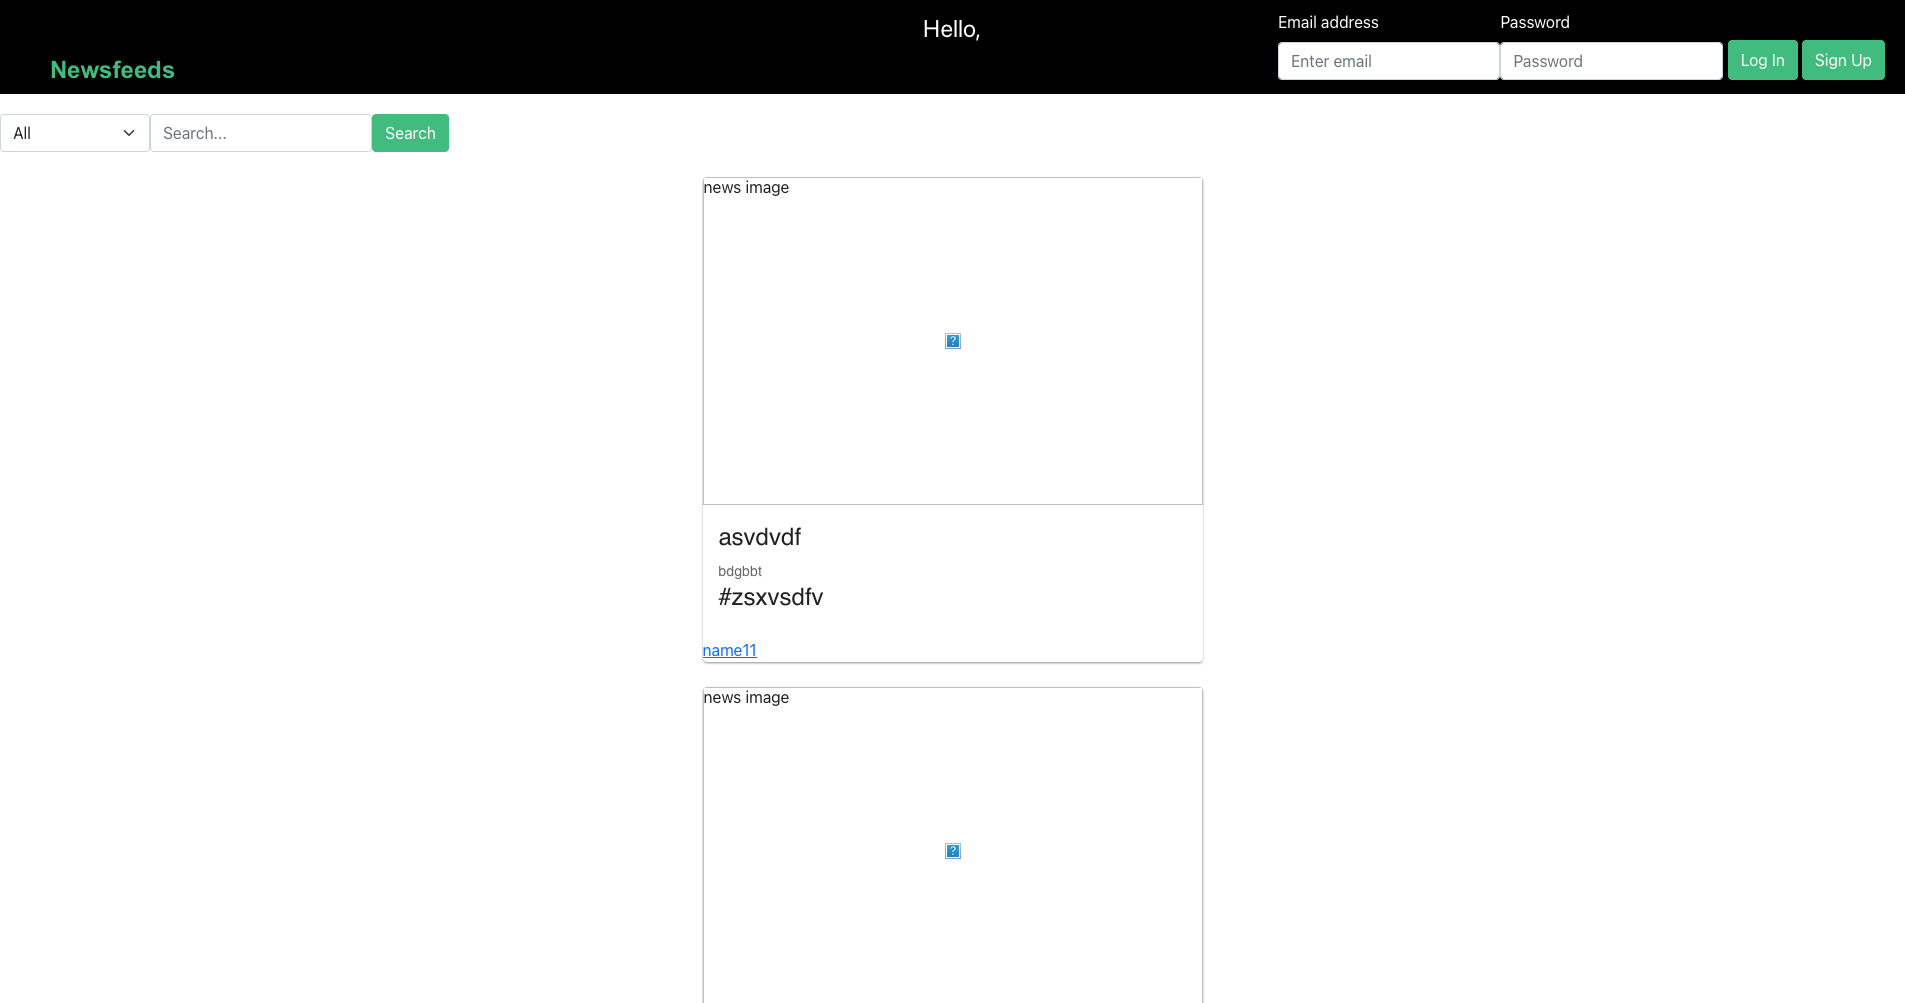 Hello,
Email address
Password
Newsfeeds
Enter email
Password
Log In
Sign Up
All
Search...
Search
news image
?
asvdvdf
bdgbbt
#zsxvsdfv
name11
news image
?